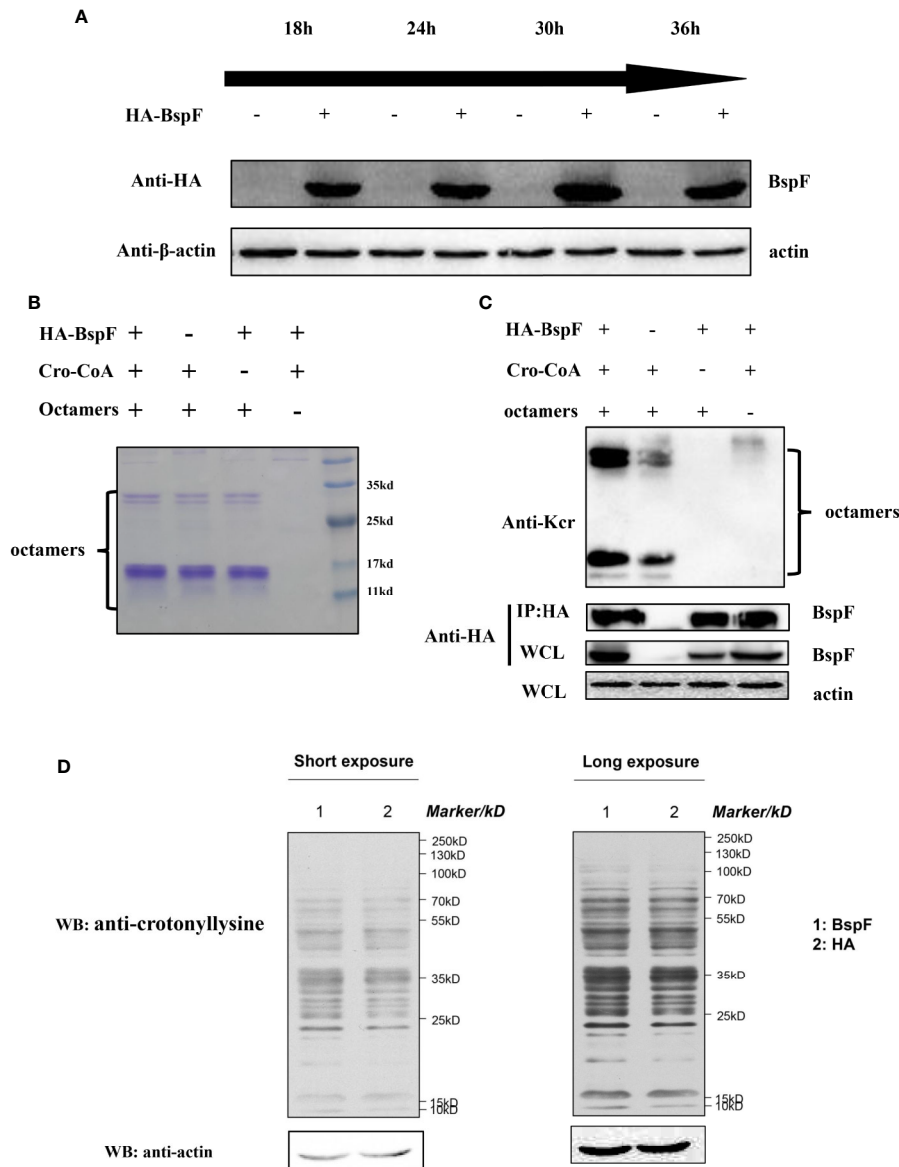 A
18h 24h 30h 36h
HA-BspF - + - + - + - +
Anti-HA BspF
Anti-β-actin actin
B
HA-BspF + - + +
Cro-CoA + + - +
Octamers + + + -
35kd
25kd
octamers
17kd
11kd
C
HA-BspF + - + +
Cro-CoA + + - +
octamers + + + -
Anti-Kcr octamers
Anti-HA
IP:HA BspF
WCL BspF
WCL actin
D
Short exposure
1 2 Marker/kD
250kD
130kD
100kD
70kD
55kD
35kD
25kD
15kD
10kD
Long exposure
1 2 Marker/kD
250kD
130kD
100kD
70kD
55kD
35kD
25kD
15kD
10kD
WB: anti-crotonyllysine
1: BspF
2: HA
WB: anti-actin